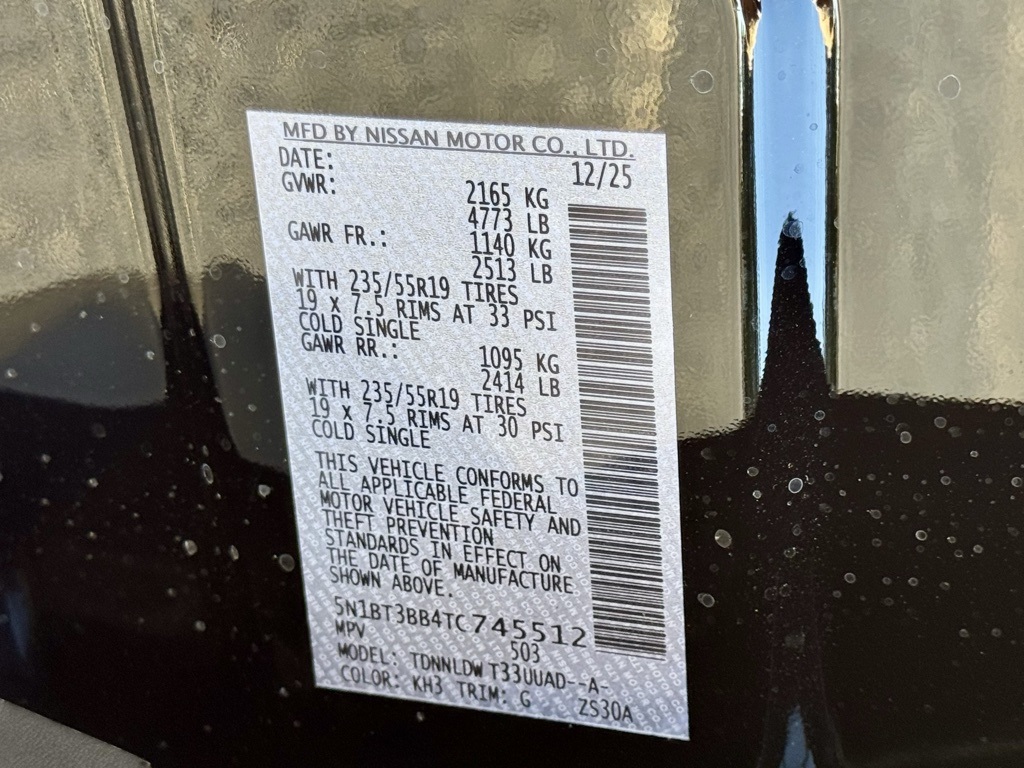 MFD BY NISSAN MOTOR CO., LTD.
DATE: 12/25
GVWR: 2165 KG
4773 LB
GAWR FR.: 1140 KG
2513 LB
WITH 235/55R19 TIRES
19 X 7.5 RIMS AT 33 PSI
COLD SINGLE
GAWR RR.: 1095 KG
2414 LB
WITH 235/55R19 TIRES
19 X 7.5 RIMS AT 30 PSI
COLD SINGLE
THIS VEHICLE CONFORMS TO
ALL APPLICABLE FEDERAL
MOTOR VEHICLE SAFETY AND
THEFT PREVENTION
STANDARDS IN EFFECT ON
THE DATE OF MANUFACTURE
SHOWN ABOVE.
5N1BT3BB4TC745512
MPV 503
MODEL: TDNNLDW T33UUAD--A-
COLOR: KH3 TRIM: G ZS30A